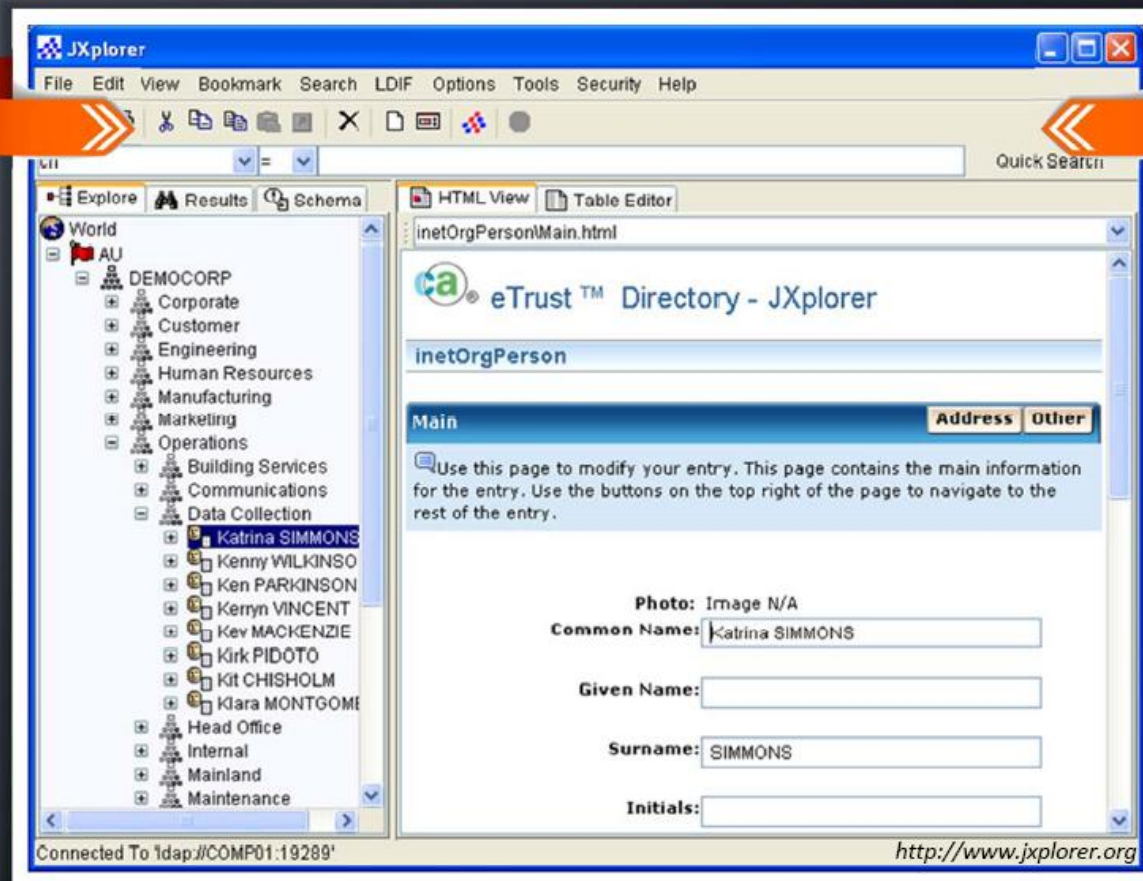 JXplorer
File Edit View Bookmark Search LDIF Options Tools Security Help
cn = Quick Search
Explore Results Schema
HTML View Table Editor
World
AU
DEMOCORP
Corporate
Customer
Engineering
Human Resources
Manufacturing
Marketing
Operations
Building Services
Communications
Data Collection
Katrina SIMMONS
Kenny WILKINSO
Ken PARKINSON
Kerryn VINCENT
Kev MACKENZIE
Kirk PIDOTO
Kit CHISHOLM
Klara MONTGOME
Head Office
Internal
Mainland
Maintenance
inetOrgPerson\Main.html
ca® eTrust ™ Directory - JXplorer
inetOrgPerson
Main Address Other
Use this page to modify your entry. This page contains the main information
for the entry. Use the buttons on the top right of the page to navigate to the
rest of the entry.
Photo: Image N/A
Common Name: Katrina SIMMONS
Given Name:
Surname: SIMMONS
Initials:
Connected To 'ldap://COMP01:19289'
http://www.jxplorer.org